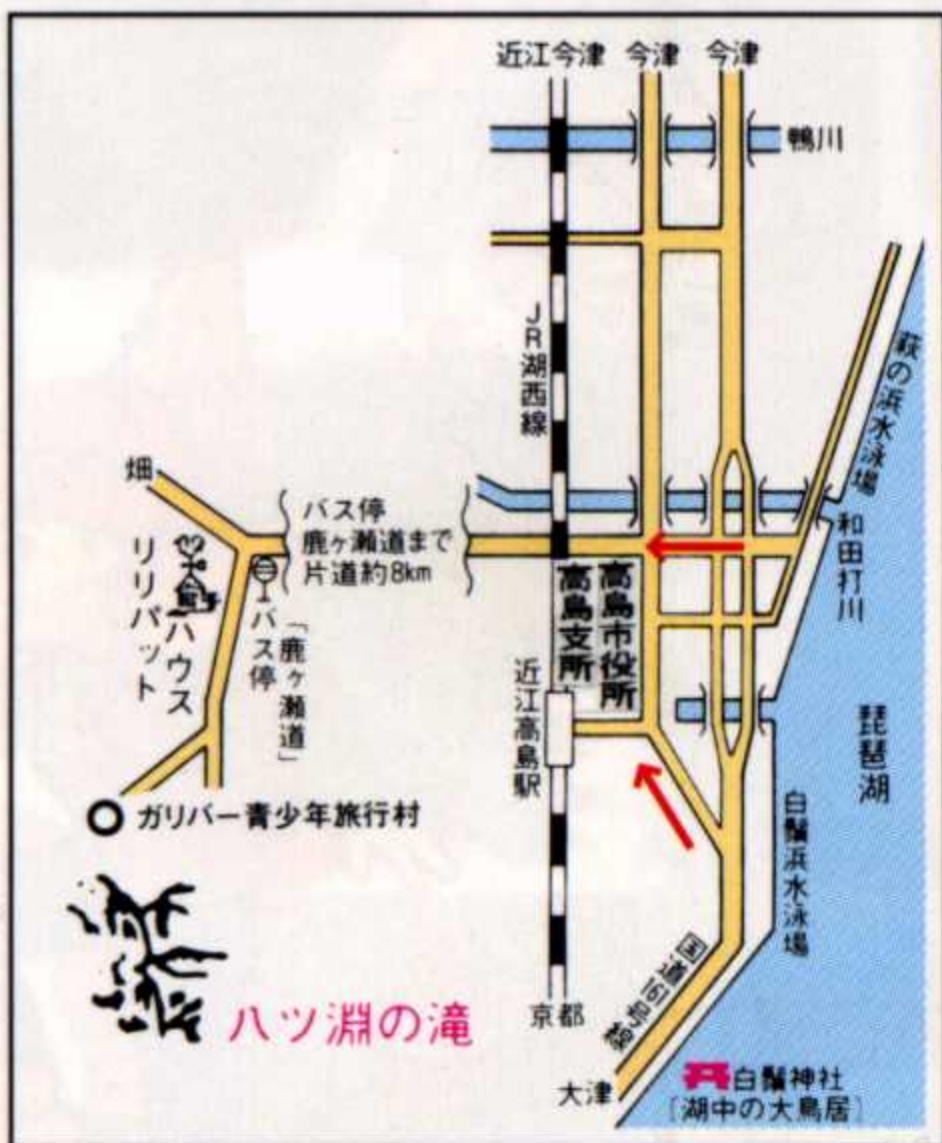 近江今津
今津
今津
鴨川
JR湖西線
萩の浜水泳場
畑
バス停
鹿ヶ瀬道まで
片道約8km
和田打川
リリパット
ハウス
バス停
「鹿ヶ瀬道」
高島市役所
高島支所
近江高島駅
琵琶湖
ガリバー青少年旅行村
白鬚浜水泳場
国道161号線
八ツ淵の滝
京都
大津
白鬚神社
[湖中の大鳥居]